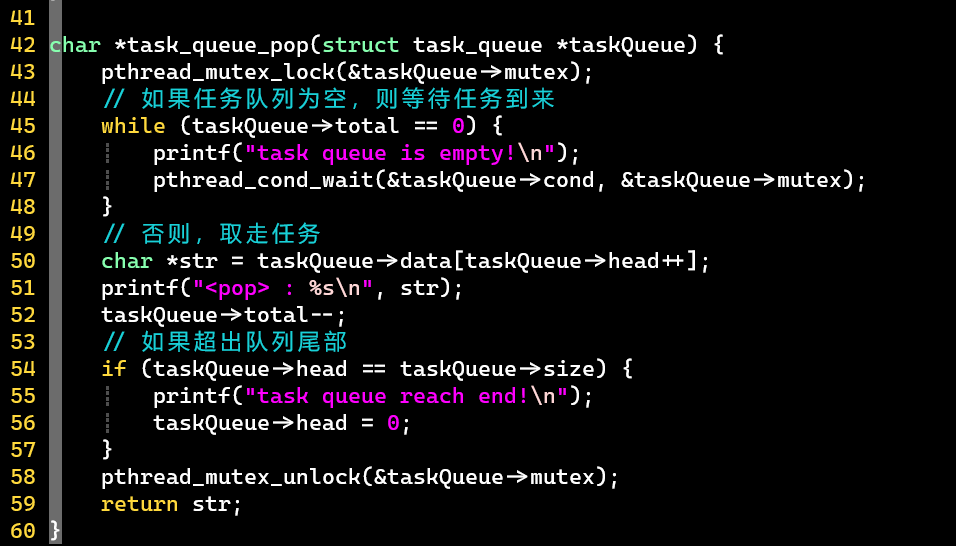 41
42 char *task_queue_pop(struct task_queue *taskQueue) {
43     pthread_mutex_lock(&taskQueue->mutex);
44     // 如果任务队列为空，则等待任务到来
45     while (taskQueue->total == 0) {
46         printf("task queue is empty!\n");
47         pthread_cond_wait(&taskQueue->cond, &taskQueue->mutex);
48     }
49     // 否则，取走任务
50     char *str = taskQueue->data[taskQueue->head++];
51     printf("<pop> : %s\n", str);
52     taskQueue->total--;
53     // 如果超出队列尾部
54     if (taskQueue->head == taskQueue->size) {
55         printf("task queue reach end!\n");
56         taskQueue->head = 0;
57     }
58     pthread_mutex_unlock(&taskQueue->mutex);
59     return str;
60 }